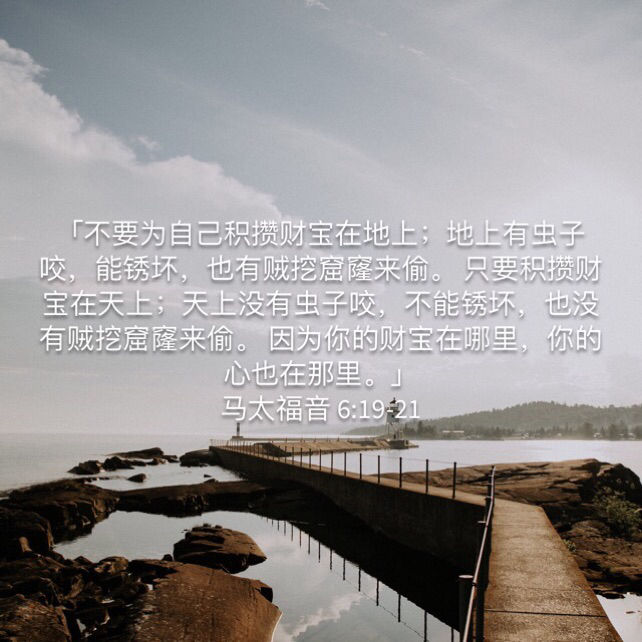 「不要为自己积攒财宝在地上；地上有虫子
咬，能锈坏，也有贼挖窟窿来偷。 只要积攒财
宝在天上；天上没有虫子咬，不能锈坏，也没
有贼挖窟窿来偷。 因为你的财宝在哪里，你的
心也在那里。」
马太福音 6:19-21